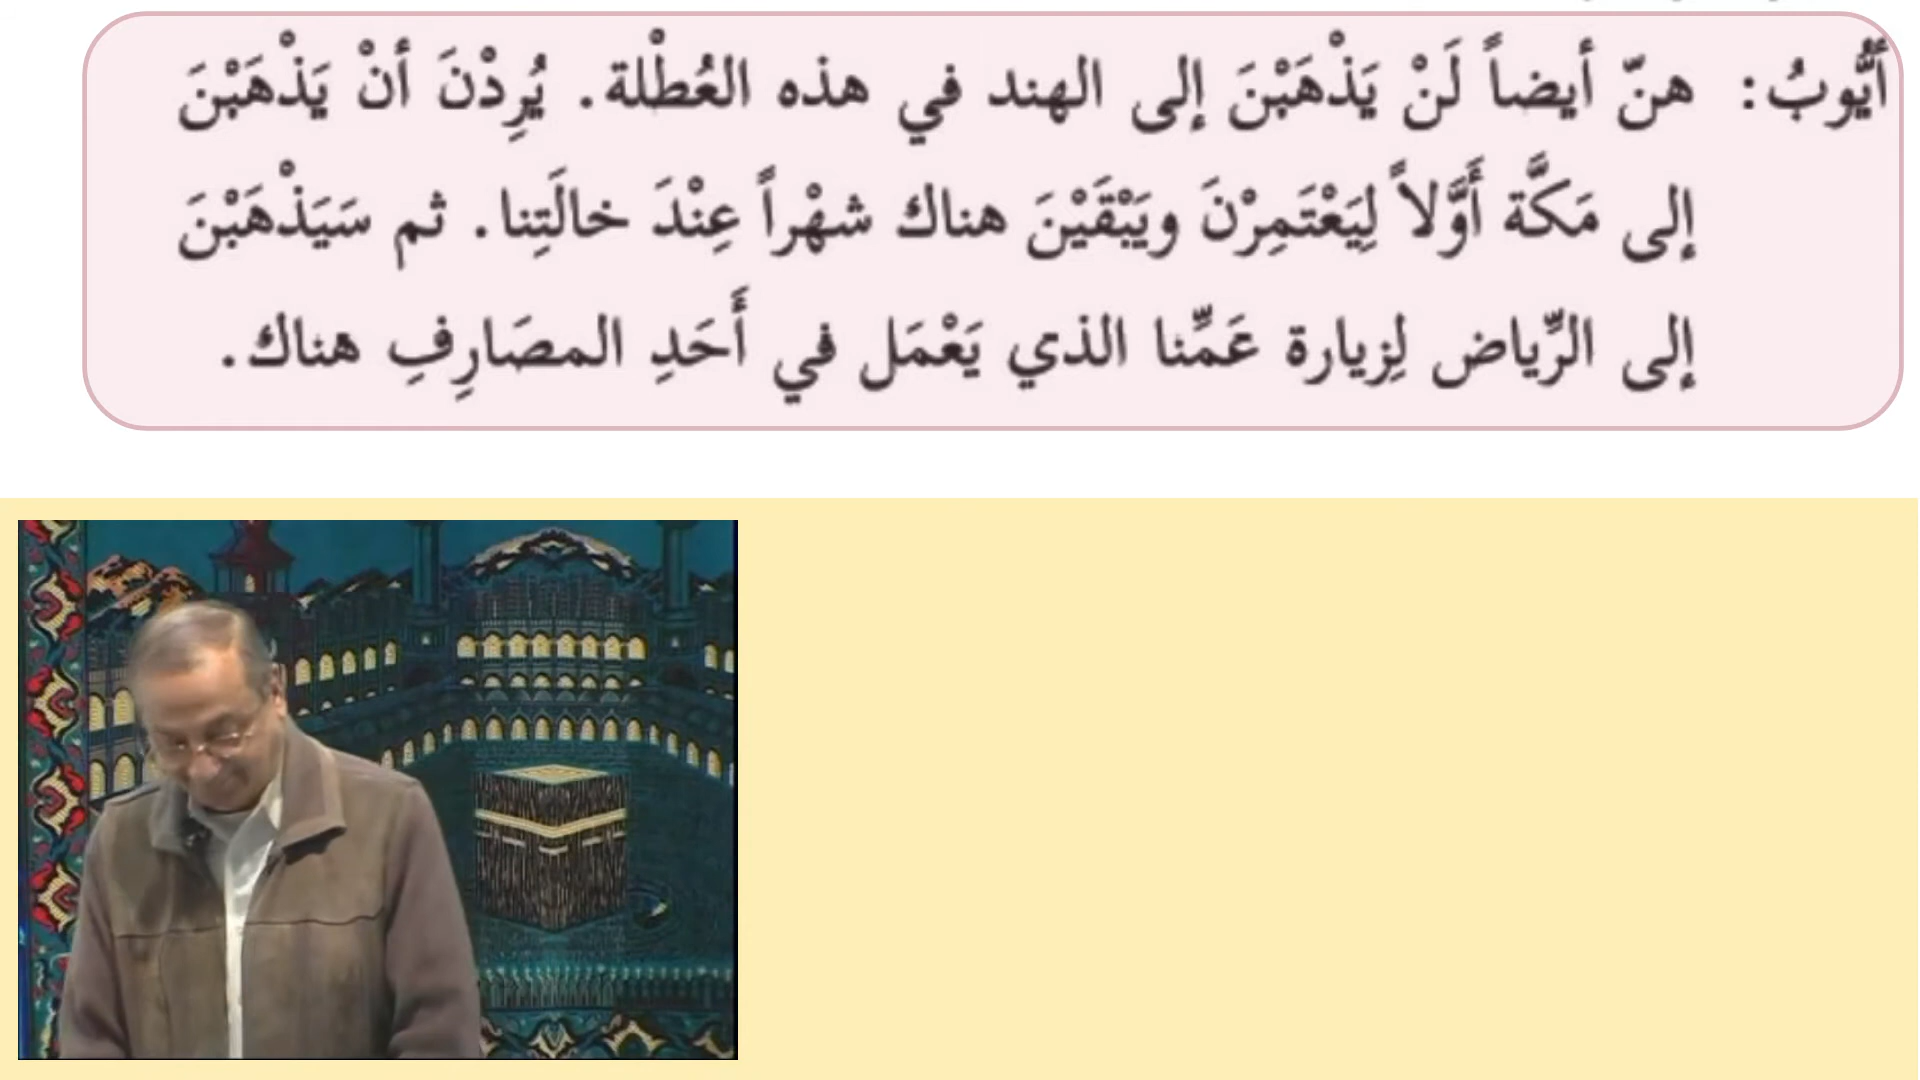 أَيُّوبُ: هنّ أيضاً لَنْ يَذْهَبْنَ إلى الهند في هذه العُطْلة. يُرِدْنَ أنْ يَذْهَبْنَ
إلى مَكَّة أَوَّلاً لِيَعْتَمِرْنَ ويَبْقَيْنَ هناك شهْراً عِنْدَ خالَتِنا. ثم سَيَذْهَبْنَ
إلى الرِّياض لِزيارة عَمِّنا الذي يَعْمَل في أَحَدِ المصَارِفِ هناك.